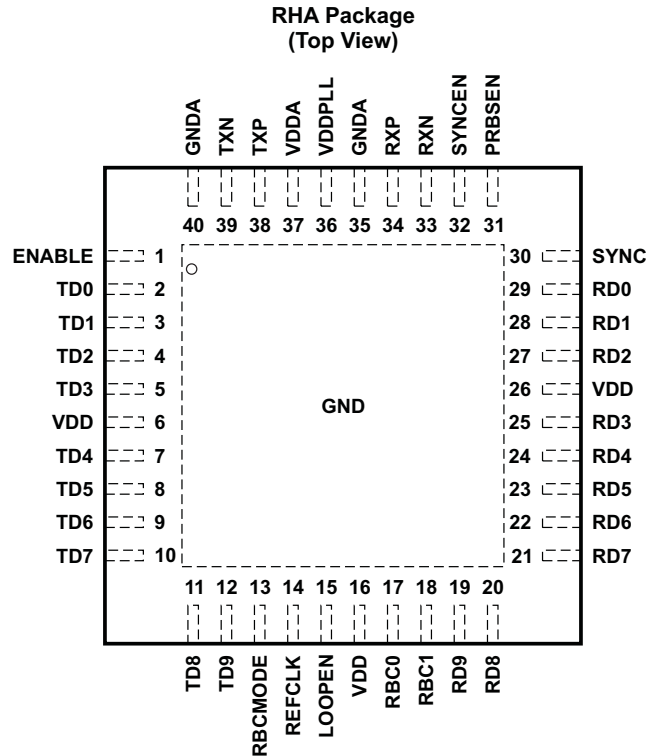 RHA Package
(Top View)
GNDA
TXN
TXP
VDDA
VDDPLL
GNDA
RXP
RXN
SYNCEN
PRBSEN
40 39 38 37 36 35 34 33 32 31
ENABLE 1
TD0 2
TD1 3
TD2 4
TD3 5
VDD 6
TD4 7
TD5 8
TD6 9
TD7 10
GND
30 SYNC
29 RD0
28 RD1
27 RD2
26 VDD
25 RD3
24 RD4
23 RD5
22 RD6
21 RD7
11 12 13 14 15 16 17 18 19 20
TD8
TD9
RBCMODE
REFCLK
LOOPEN
VDD
RBC0
RBC1
RD9
RD8